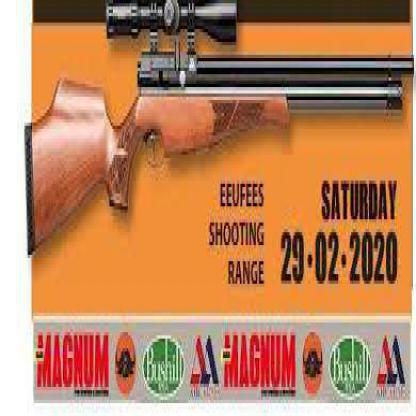 EEUFEES
SHOOTING
RANGE
SATURDAY
29·02·2020
MAGNUM
Bushill
MAGNUM
Bushill